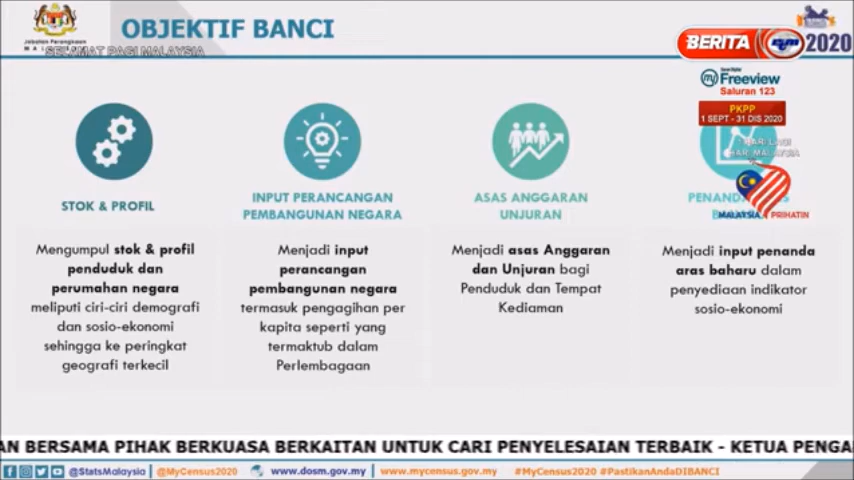 OBJEKTIF BANCI
Jabatan Perangkaan
SELAMAT PAGI MALAYSIA
BERITA
2020
Freeview
Saluran 123
PKPP
1 SEPT - 31 DIS 2020
MALAYSIA PRIHATIN
STOK & PROFIL
Mengumpul stok & profil
penduduk dan
perumahan negara
meliputi ciri-ciri demografi
dan sosio-ekonomi
sehingga ke peringkat
geografi terkecil
INPUT PERANCANGAN
PEMBANGUNAN NEGARA
Menjadi input
perancangan
pembangunan negara
termasuk pengagihan per
kapita seperti yang
termaktub dalam
Perlembagaan
ASAS ANGGARAN
UNJURAN
Menjadi asas Anggaran
dan Unjuran bagi
Penduduk dan Tempat
Kediaman
Menjadi input penanda
aras baharu dalam
penyediaan indikator
sosio-ekonomi
AN BERSAMA PIHAK BERKUASA BERKAITAN UNTUK CARI PENYELESAIAN TERBAIK - KETUA PENGA
@StatsMalaysia @MyCensus2020 www.dosm.gov.my www.mycensus.gov.my #MyCensus2020 #PastikanAndaDIBANCI